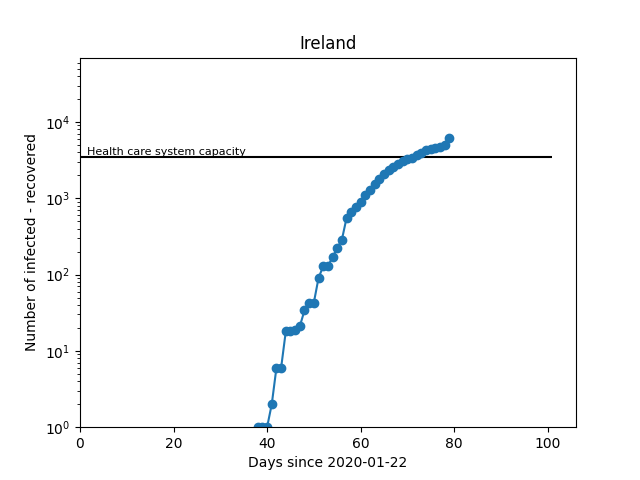 Ireland
Number of infected - recovered
10^4
10^3
10^2
10^1
10^0
Health care system capacity
0 20 40 60 80 100
Days since 2020-01-22